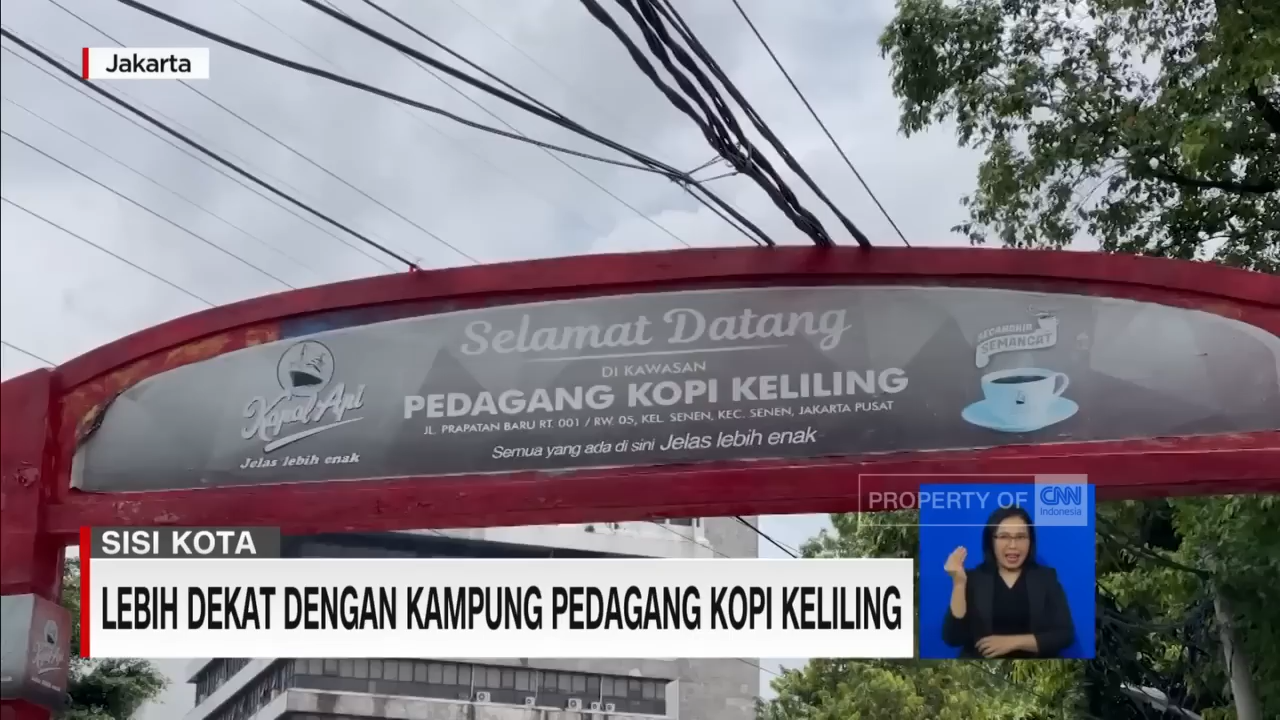 Jakarta
Selamat Datang
DI KAWASAN
PEDAGANG KOPI KELILING
JL. PRAPATAN BARU RT. 001 / RW. 05, KEL. SENEN, KEC. SENEN, JAKARTA PUSAT
Semua yang ada di sini Jelas lebih enak
Kapal Api
Jelas lebih enak
SECANGKIR
SEMANGAT
PROPERTY OF CNN
Indonesia
SISI KOTA
LEBIH DEKAT DENGAN KAMPUNG PEDAGANG KOPI KELILING